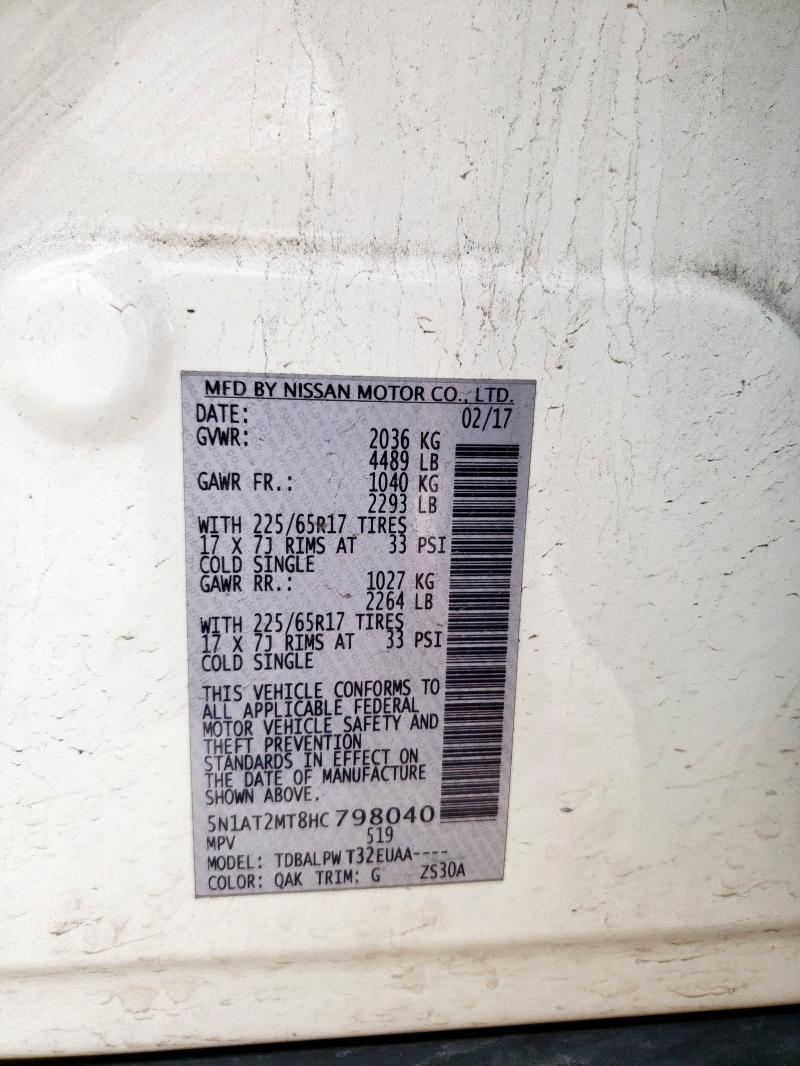 MFD BY NISSAN MOTOR CO., LTD.
DATE: 02/17
GVWR: 2036 KG
4489 LB
GAWR FR.: 1040 KG
2293 LB
WITH 225/65R17 TIRES
17 X 7J RIMS AT 33 PSI
COLD SINGLE
GAWR RR.: 1027 KG
2264 LB
WITH 225/65R17 TIRES
17 X 7J RIMS AT 33 PSI
COLD SINGLE
THIS VEHICLE CONFORMS TO
ALL APPLICABLE FEDERAL
MOTOR VEHICLE SAFETY AND
THEFT PREVENTION
STANDARDS IN EFFECT ON
THE DATE OF MANUFACTURE
SHOWN ABOVE.
5N1AT2MT8HC798040
MPV 519
MODEL: TDBALPW T32EUAA----
COLOR: QAK TRIM: G ZS30A